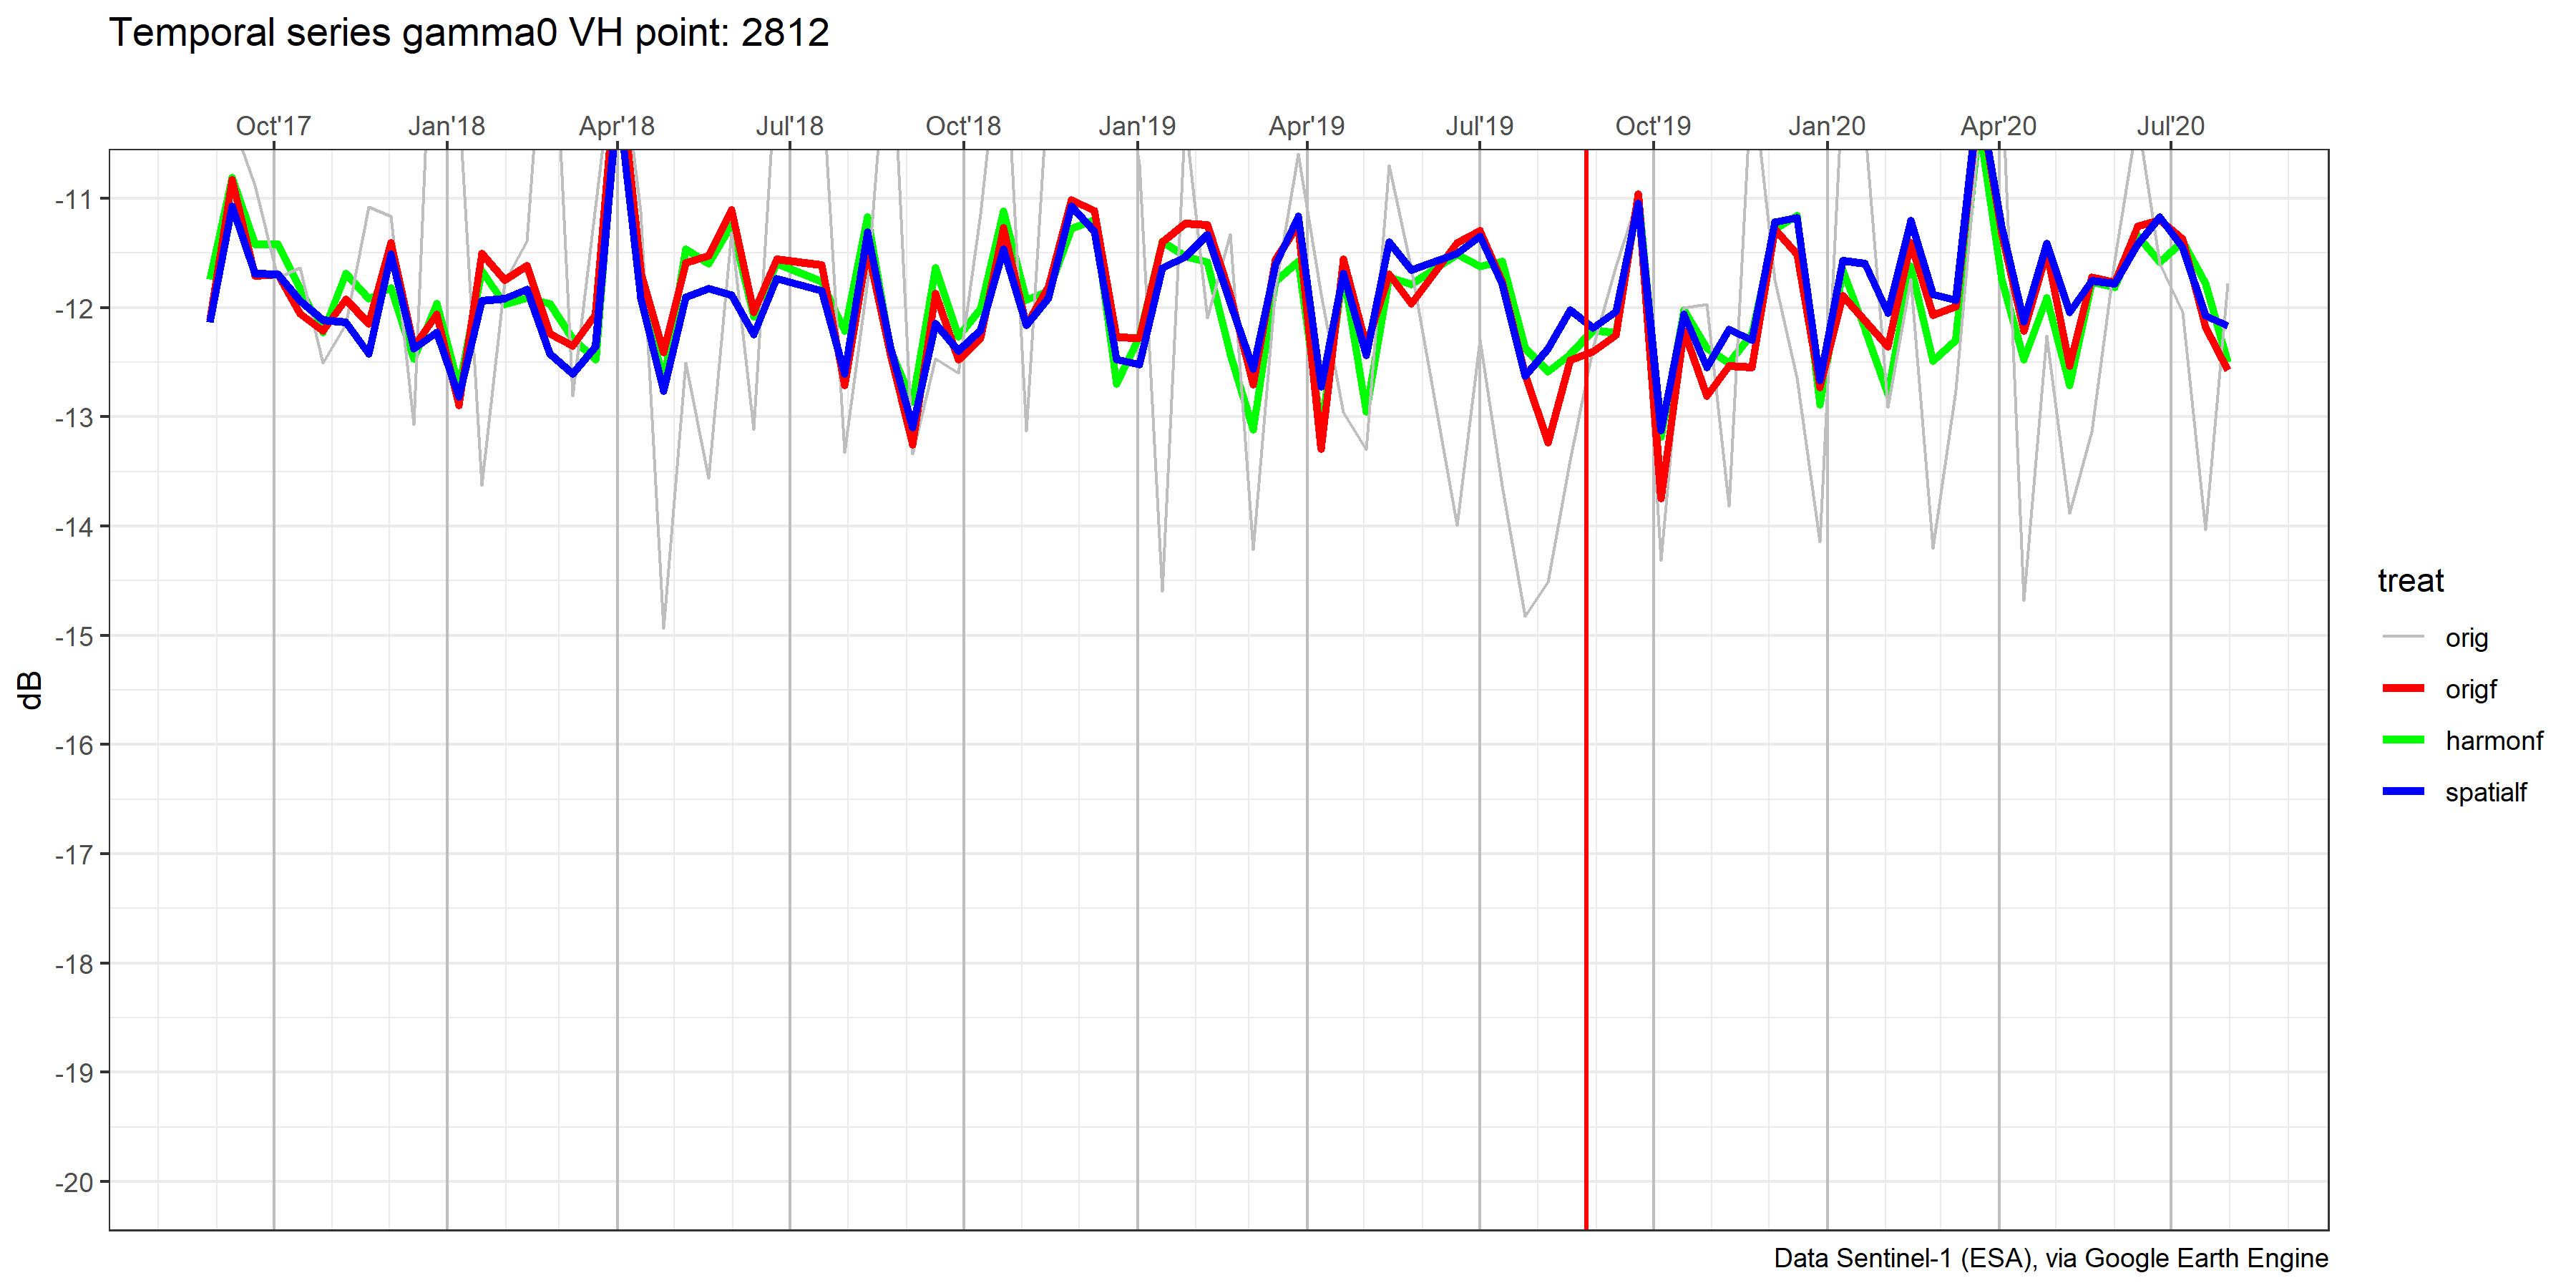 Temporal series gamma0 VH point: 2812
Oct'17 Jan'18 Apr'18 Jul'18 Oct'18 Jan'19 Apr'19 Jul'19 Oct'19 Jan'20 Apr'20 Jul'20
-11
-12
-13
-14
-15
-16
-17
-18
-19
-20
dB
treat
orig
origf
harmonf
spatialf
Data Sentinel-1 (ESA), via Google Earth Engine